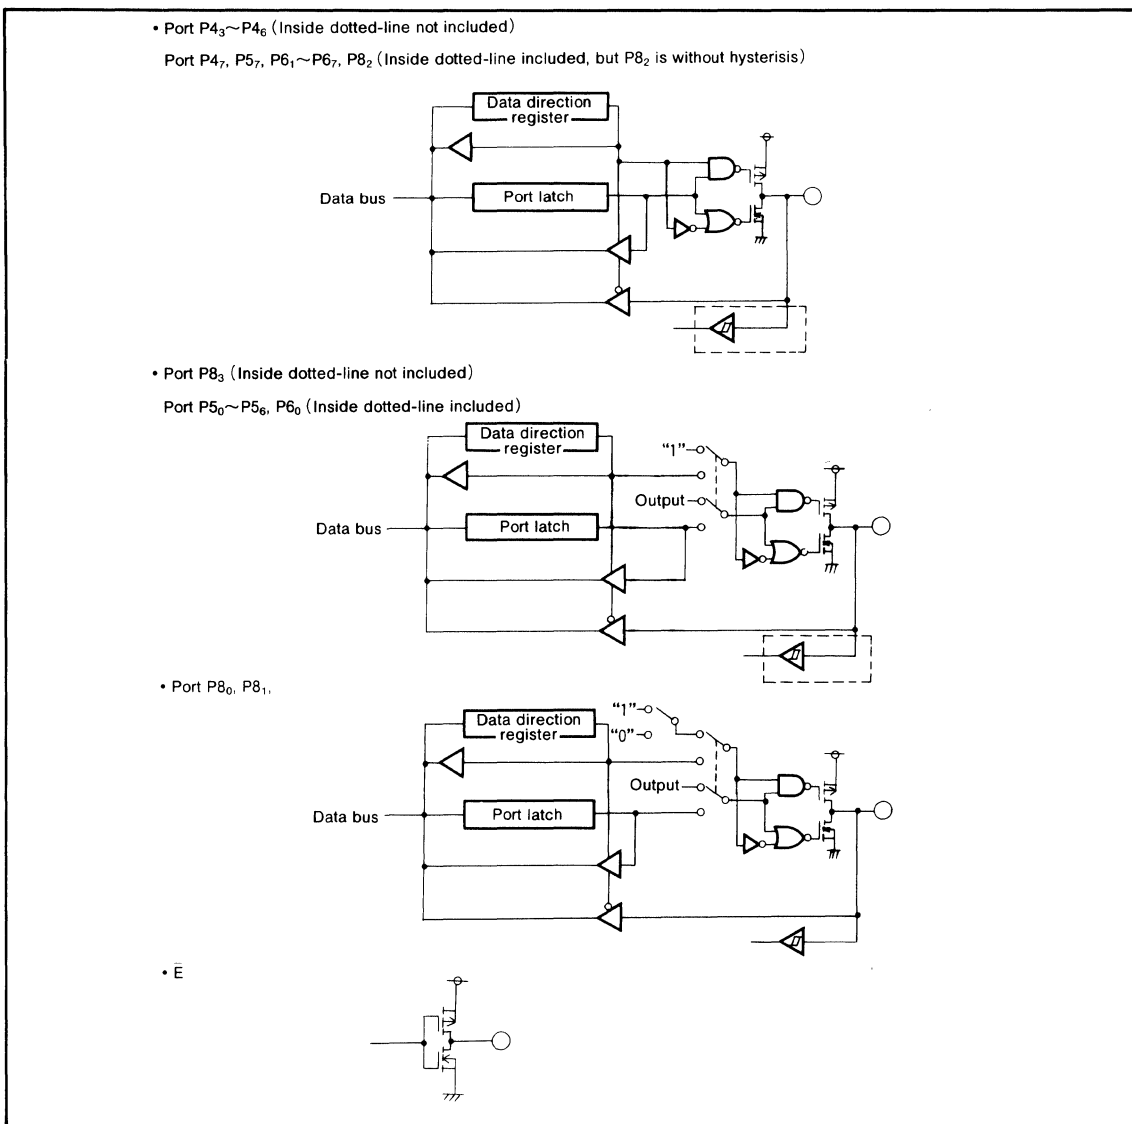 • Port P4₃~P4₆ (Inside dotted-line not included)
Port P4₇, P5₇, P6₁~P6₇, P8₂ (Inside dotted-line included, but P8₂ is without hysterisis)
Data direction
register
Data bus
Port latch
• Port P8₃ (Inside dotted-line not included)
Port P5₀~P5₆, P6₀ (Inside dotted-line included)
Data direction
register
"1"
Output
Data bus
Port latch
• Port P8₀, P8₁,
Data direction
register
"1"
"0"
Output
Data bus
Port latch
• E̅